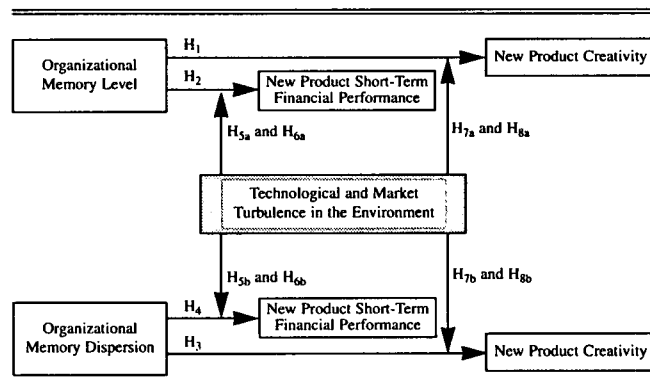 H1
Organizational
Memory Level
New Product Creativity
H2
New Product Short-Term
Financial Performance
H5a and H6a
H7a and H8a
Technological and Market
Turbulence in the Environment
H5b and H6b
H7b and H8b
H4
New Product Short-Term
Financial Performance
Organizational
Memory Dispersion
H3
New Product Creativity